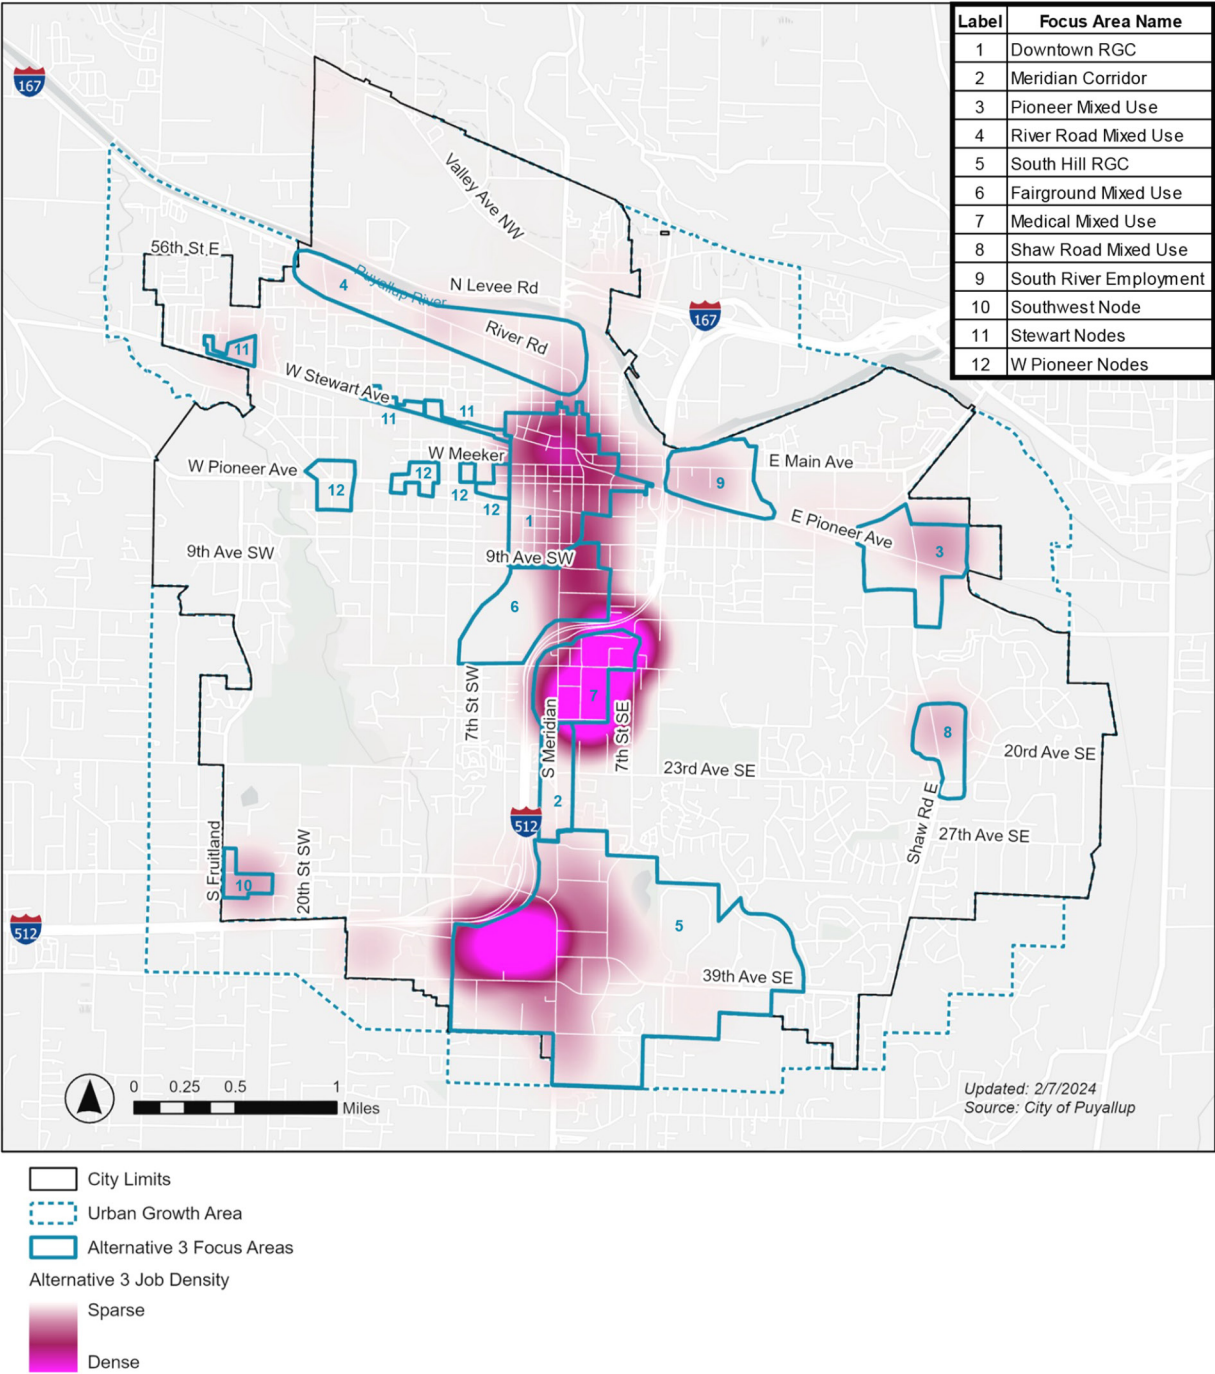 Label Focus Area Name
1 Downtown RGC
2 Meridian Corridor
3 Pioneer Mixed Use
4 River Road Mixed Use
5 South Hill RGC
6 Fairground Mixed Use
7 Medical Mixed Use
8 Shaw Road Mixed Use
9 South River Employment
10 Southwest Node
11 Stewart Nodes
12 W Pioneer Nodes
167
Valley Ave NW
56th St E
Puyallup River
4
N Levee Rd
167
River Rd
11
W Stewart Ave
11
11
W Meeker
E Main Ave
W Pioneer Ave
12
12
12
12
9
1
E Pioneer Ave
9th Ave SW
9th Ave SW
3
6
7th St SW
7
S Meridian
7th St SE
8
20rd Ave SE
23rd Ave SE
2
512
Shaw Rd E
27th Ave SE
S Fruitland
20th St SW
10
512
5
39th Ave SE
0 0.25 0.5 1
Miles
Updated: 2/7/2024
Source: City of Puyallup
City Limits
Urban Growth Area
Alternative 3 Focus Areas
Alternative 3 Job Density
Sparse
Dense